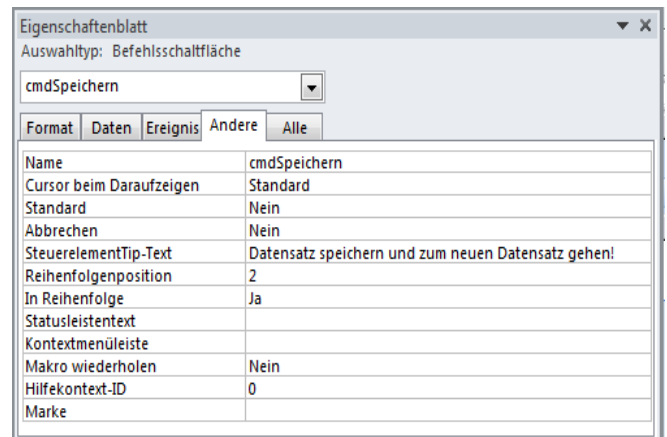 Eigenschaftenblatt
Auswahltyp: Befehlsschaltfläche
cmdSpeichern
Format Daten Ereignis Andere Alle
Name cmdSpeichern
Cursor beim Daraufzeigen Standard
Standard Nein
Abbrechen Nein
SteuerelementTip-Text Datensatz speichern und zum neuen Datensatz gehen!
Reihenfolgenposition 2
In Reihenfolge Ja
Statusleistentext
Kontextmenüleiste
Makro wiederholen Nein
Hilfekontext-ID 0
Marke